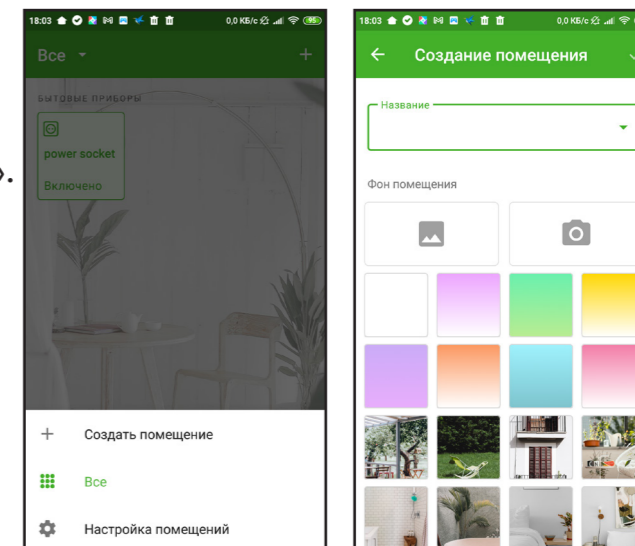 18:03 0,0 КБ/с 95
Все
БЫТОВЫЕ ПРИБОРЫ
power socket
Включено
Создать помещение
Все
Настройка помещений
».
18:03 0,0 КБ/с
Создание помещения
Название
Фон помещения